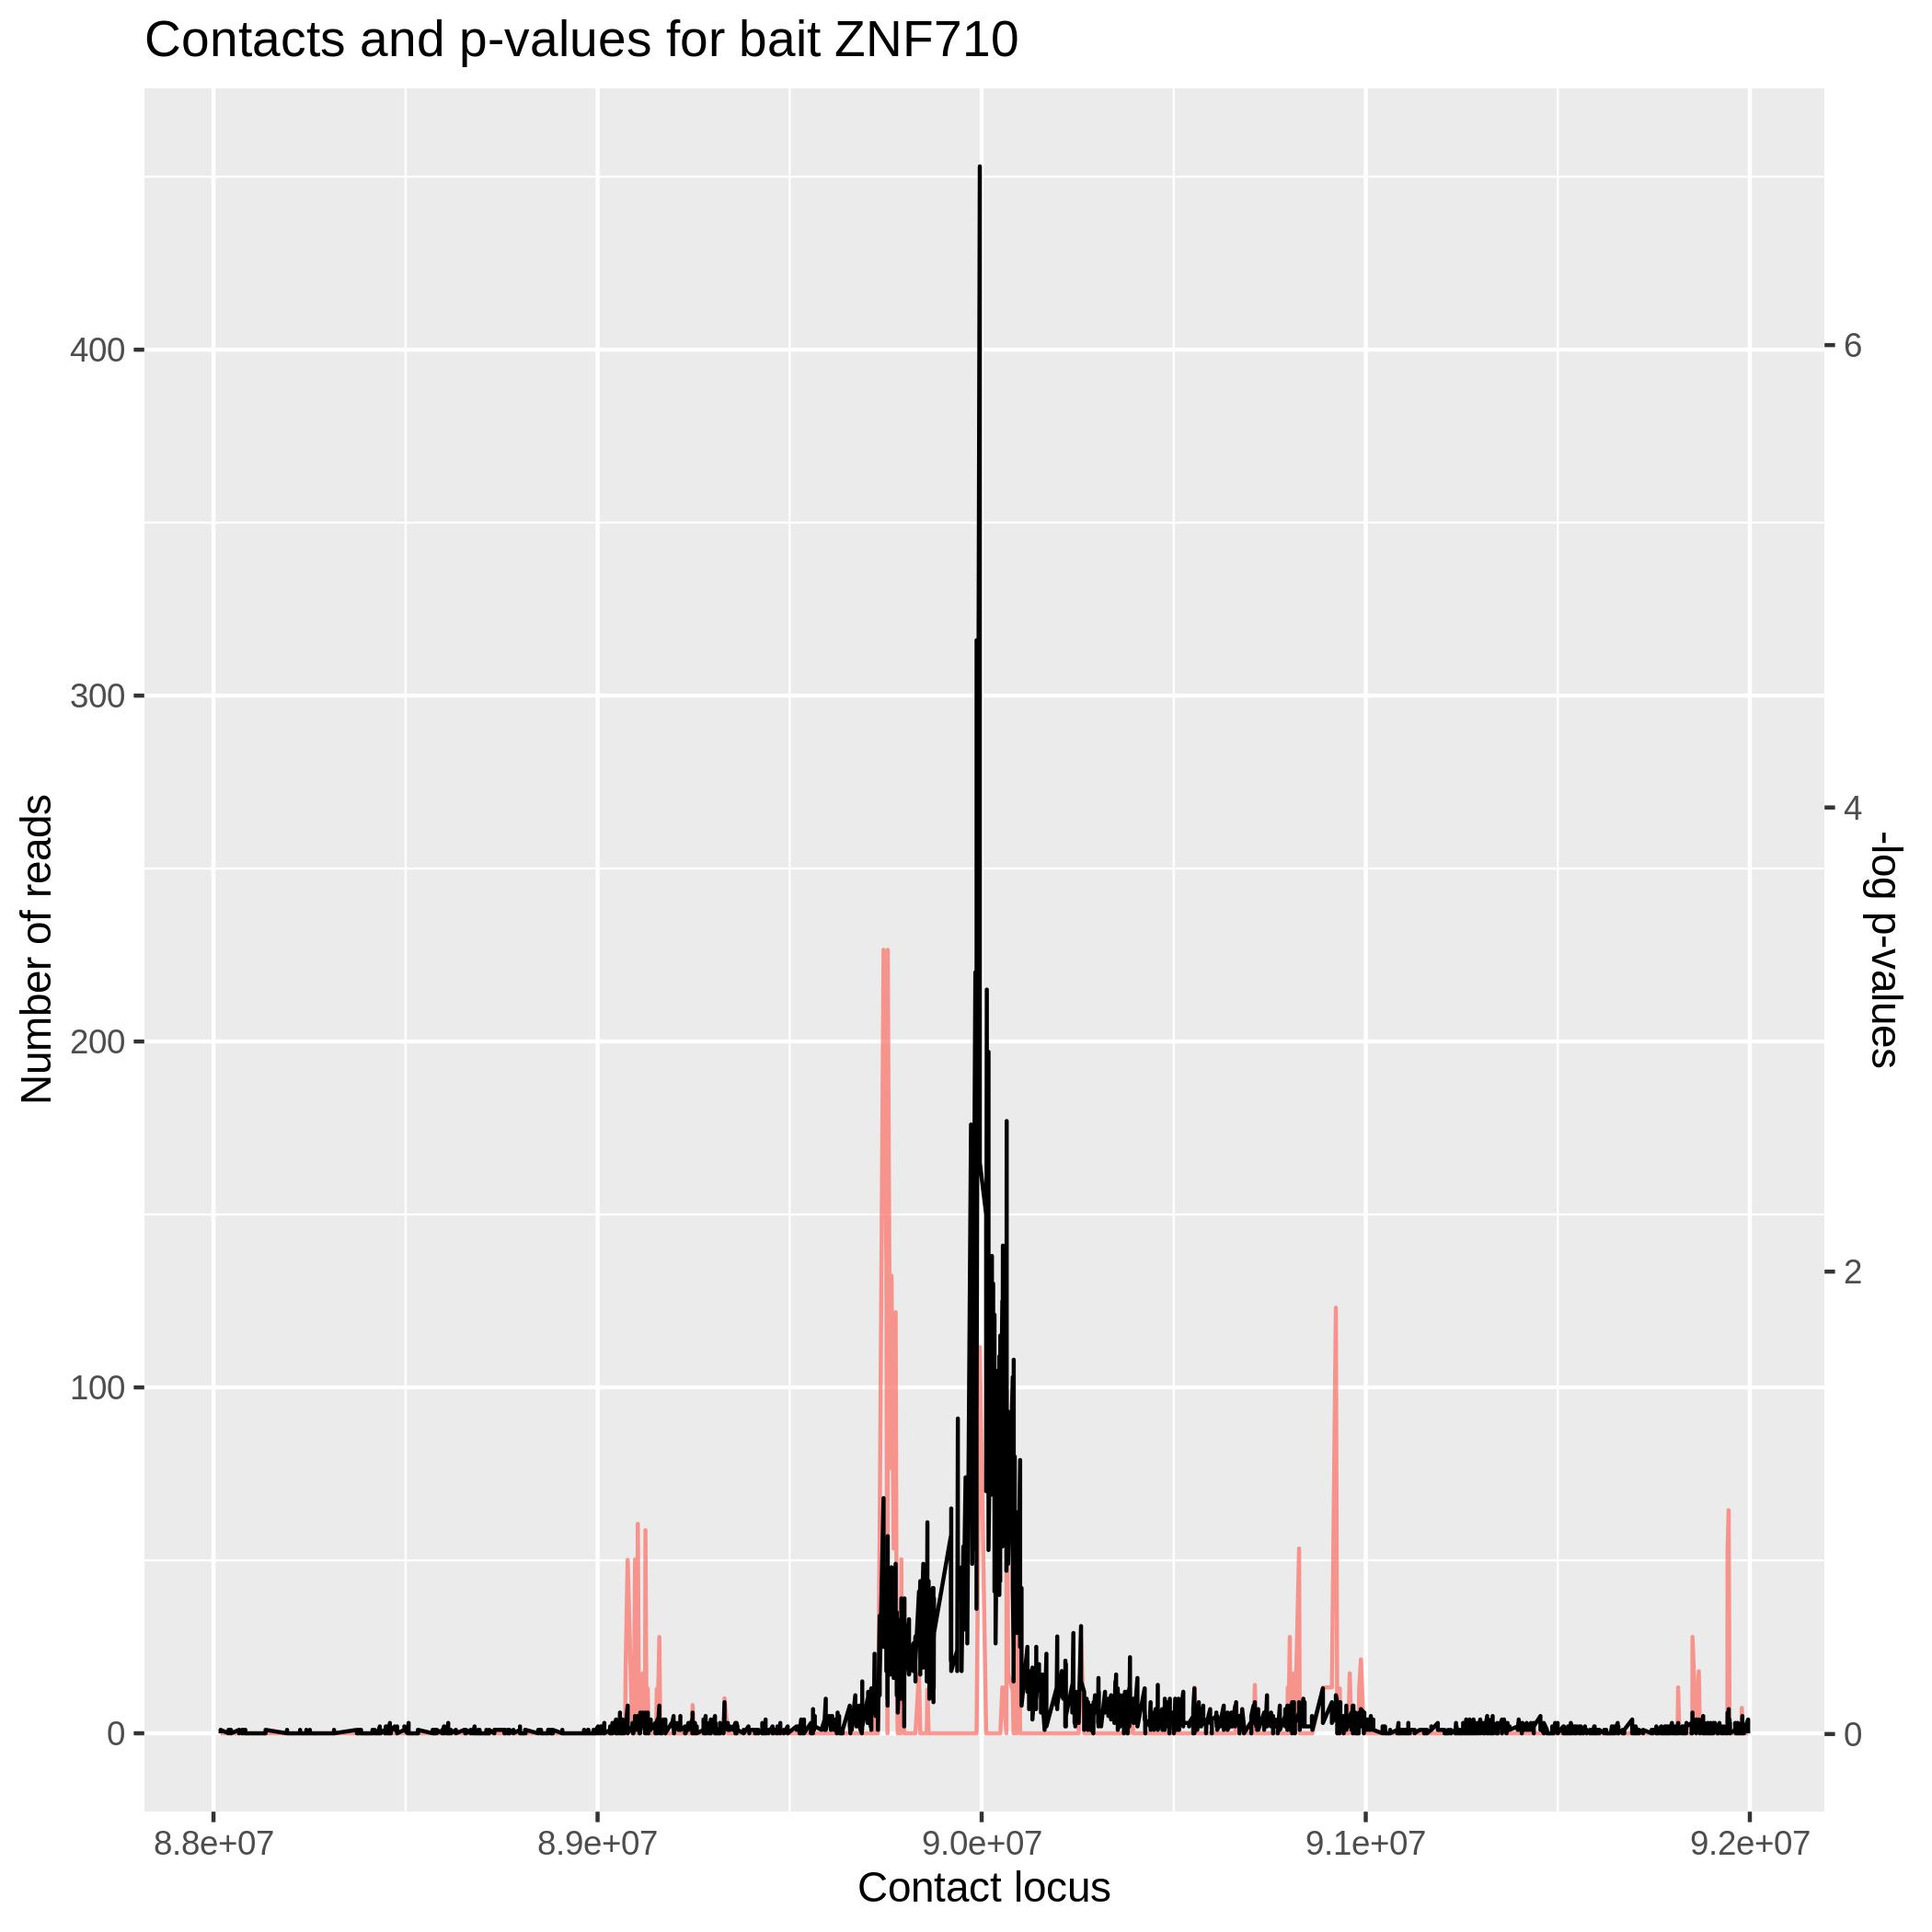 Contacts and p-values for bait ZNF710
Number of reads
400
300
200
100
0
6
4
2
0
-log p-values
8.8e+07
8.9e+07
9.0e+07
9.1e+07
9.2e+07
Contact locus